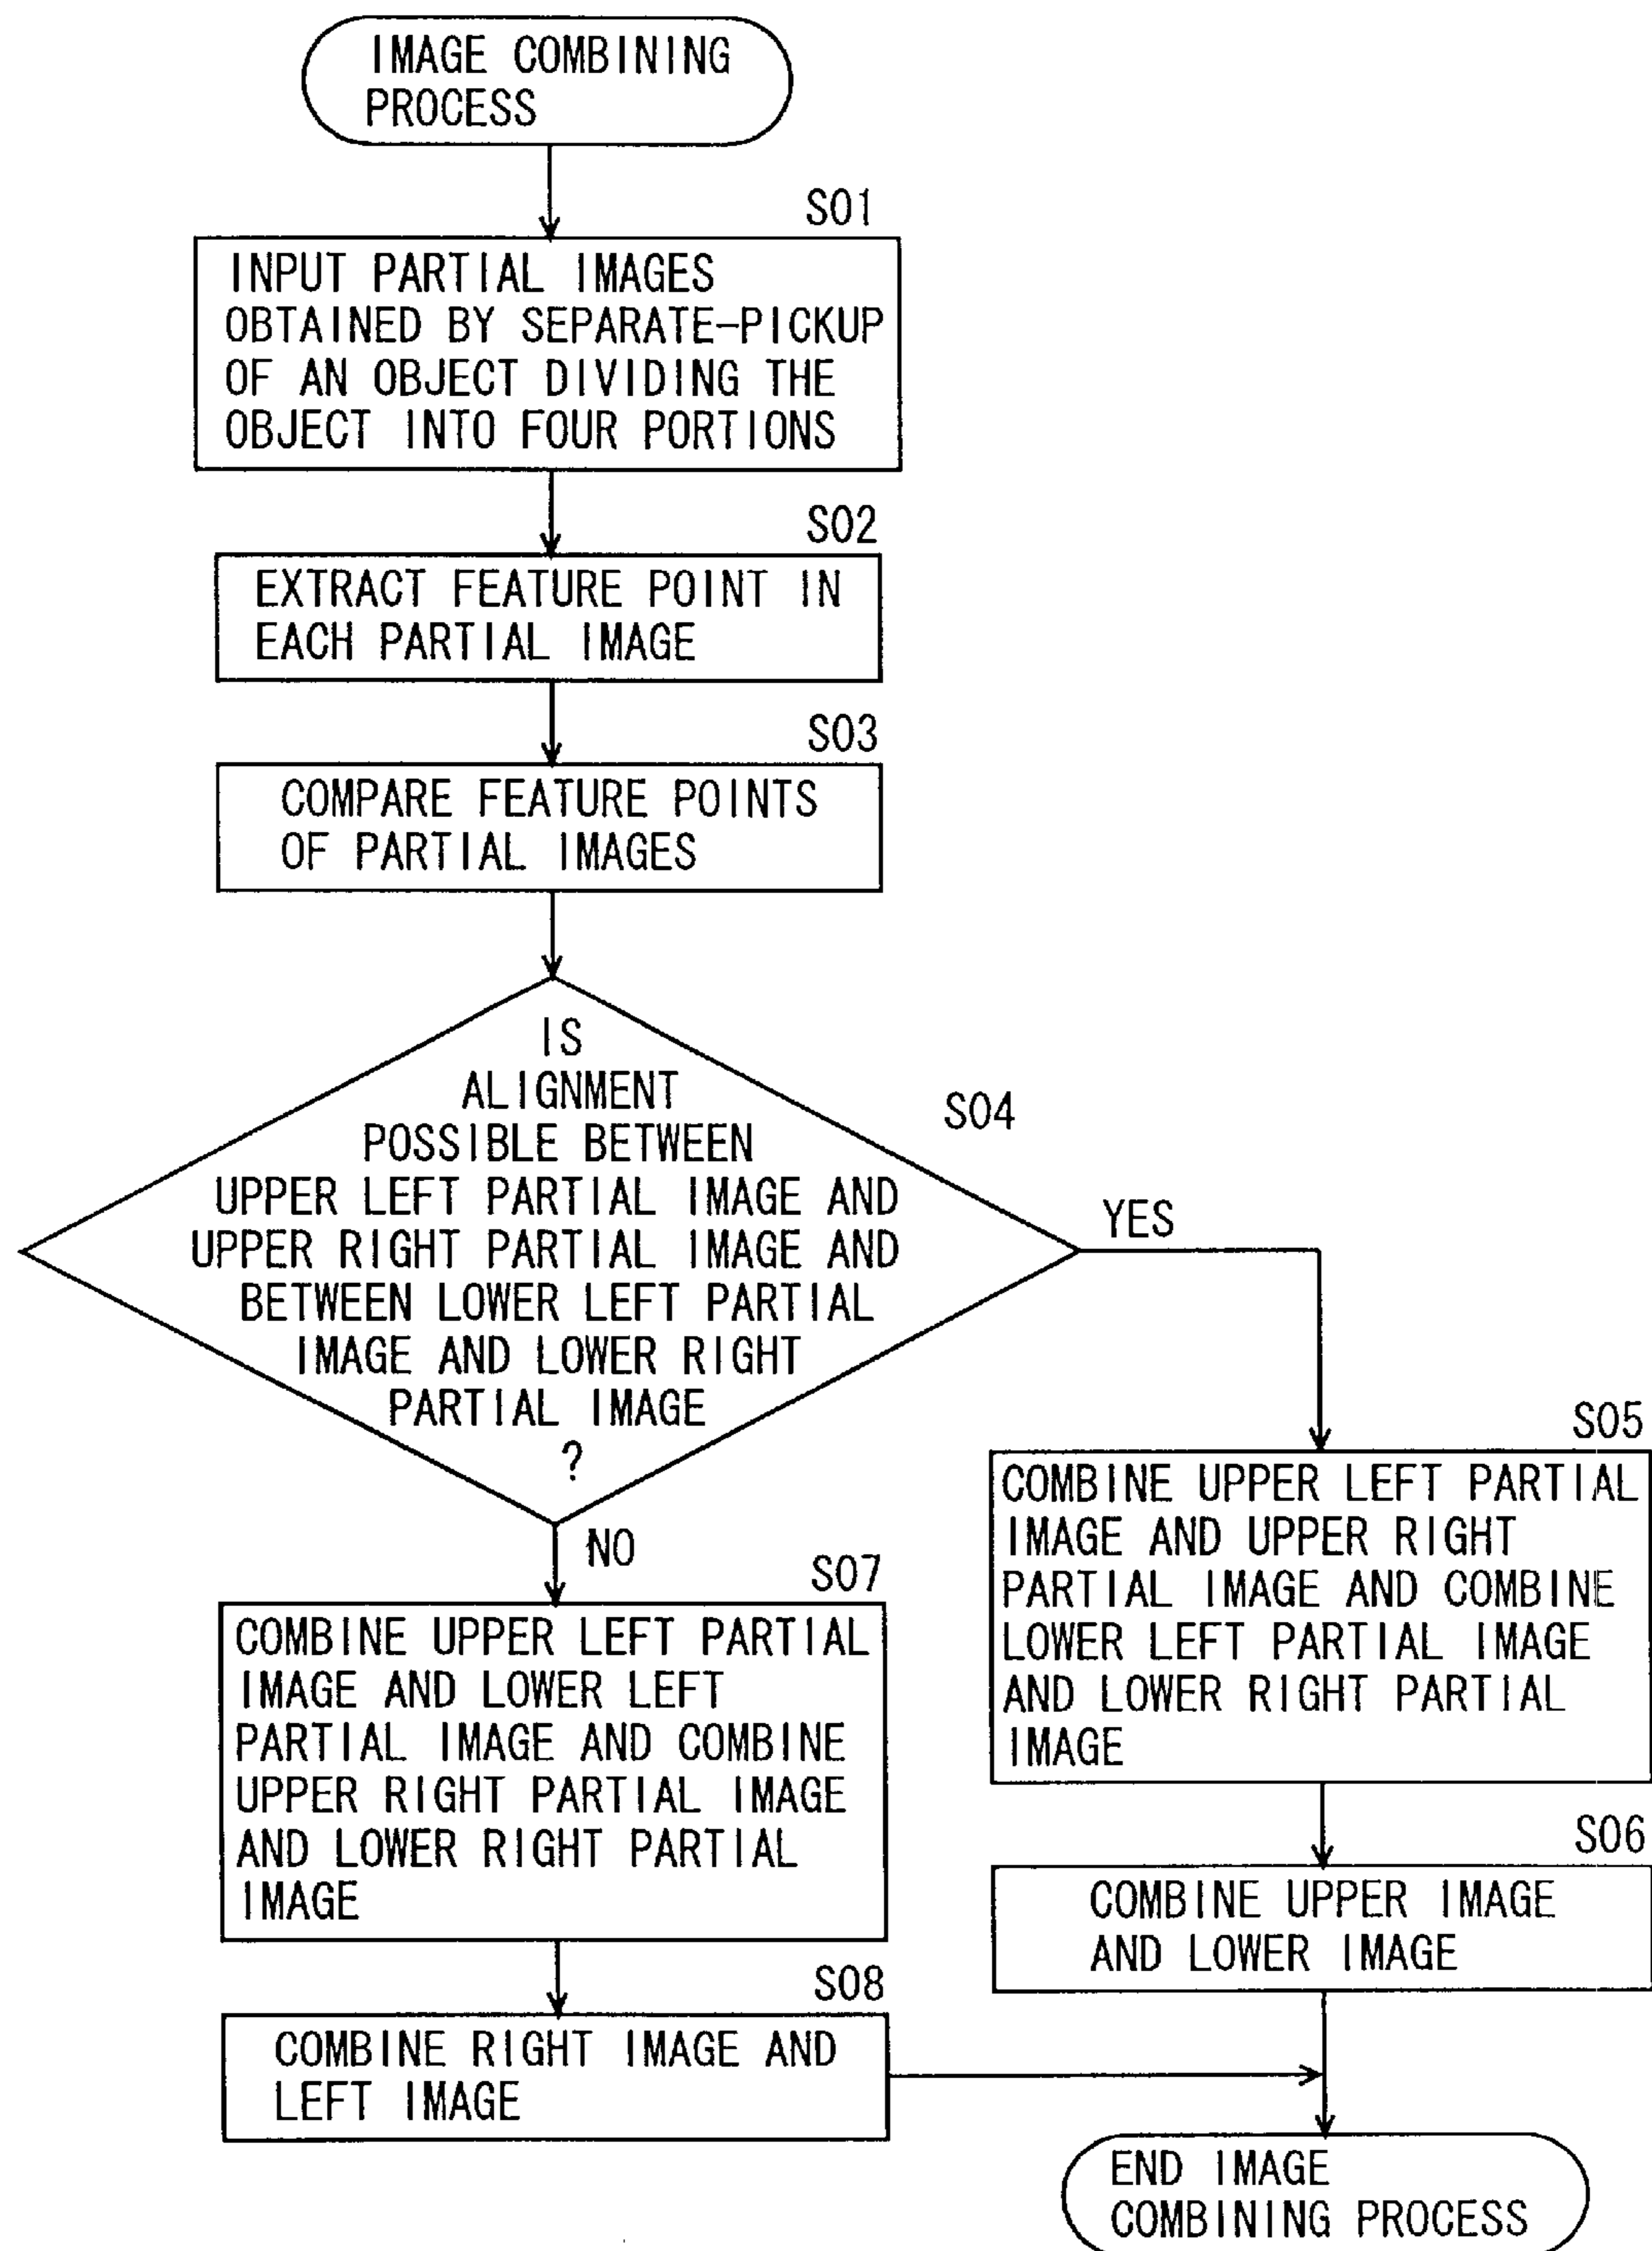 IMAGE COMBINING
PROCESS
S01
INPUT PARTIAL IMAGES
OBTAINED BY SEPARATE-PICKUP
OF AN OBJECT DIVIDING THE
OBJECT INTO FOUR PORTIONS
S02
EXTRACT FEATURE POINT IN
EACH PARTIAL IMAGE
S03
COMPARE FEATURE POINTS
OF PARTIAL IMAGES
S04
IS
ALIGNMENT
POSSIBLE BETWEEN
UPPER LEFT PARTIAL IMAGE AND
UPPER RIGHT PARTIAL IMAGE AND
BETWEEN LOWER LEFT PARTIAL
IMAGE AND LOWER RIGHT
PARTIAL IMAGE
?
YES
S05
COMBINE UPPER LEFT PARTIAL
IMAGE AND UPPER RIGHT
PARTIAL IMAGE AND COMBINE
LOWER LEFT PARTIAL IMAGE
AND LOWER RIGHT PARTIAL
IMAGE
S06
COMBINE UPPER IMAGE
AND LOWER IMAGE
NO
S07
COMBINE UPPER LEFT PARTIAL
IMAGE AND LOWER LEFT
PARTIAL IMAGE AND COMBINE
UPPER RIGHT PARTIAL IMAGE
AND LOWER RIGHT PARTIAL
IMAGE
S08
COMBINE RIGHT IMAGE AND
LEFT IMAGE
END IMAGE
COMBINING PROCESS